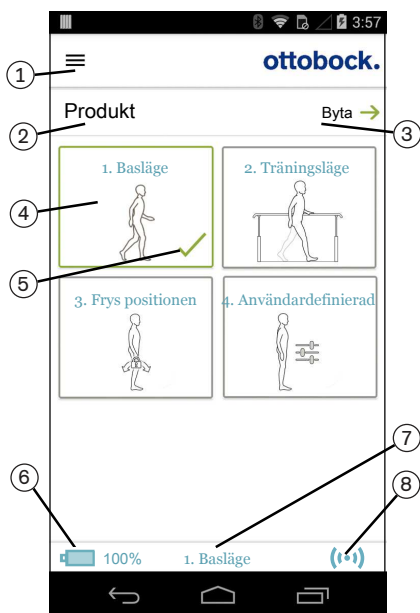 3:57
1
ottobock.
2
Produkt
Byta
3
4
1. Basläge
2. Träningsläge
5
3. Frys positionen
4. Användardefinierad
6
7
8
100%
1. Basläge